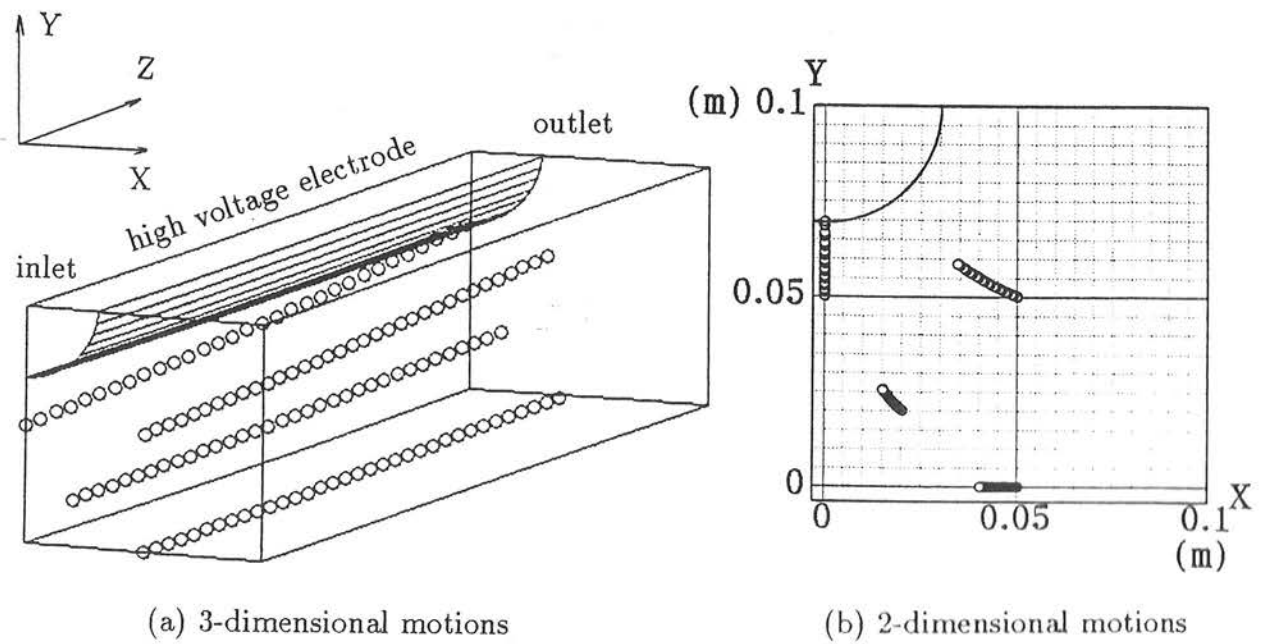 Y
Z
X
outlet
high voltage electrode
inlet
(a) 3-dimensional motions
Y
(m) 0.1
0.05
0
0 0.05 0.1 X
(m)
(b) 2-dimensional motions